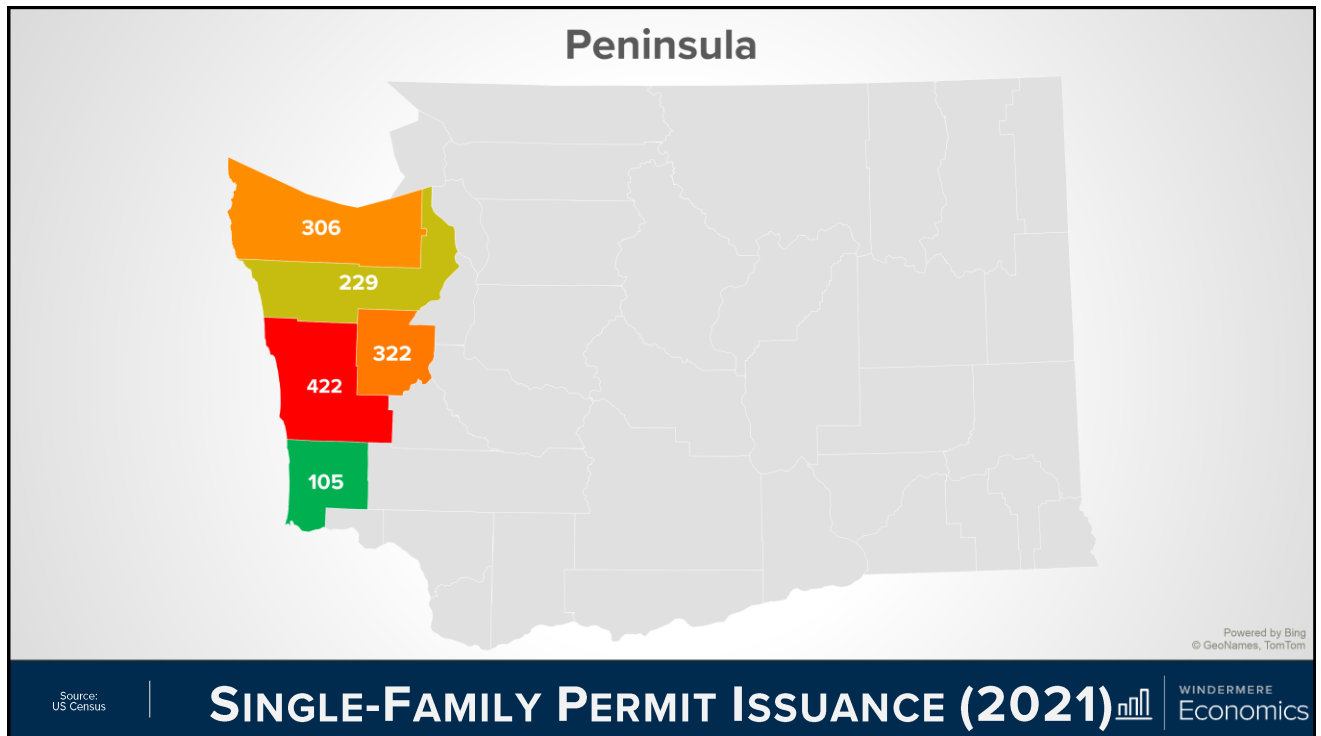 Peninsula
306
229
322
422
105
Powered by Bing
© GeoNames, TomTom
Source:
US Census
SINGLE-FAMILY PERMIT ISSUANCE (2021)
WINDERMERE
Economics